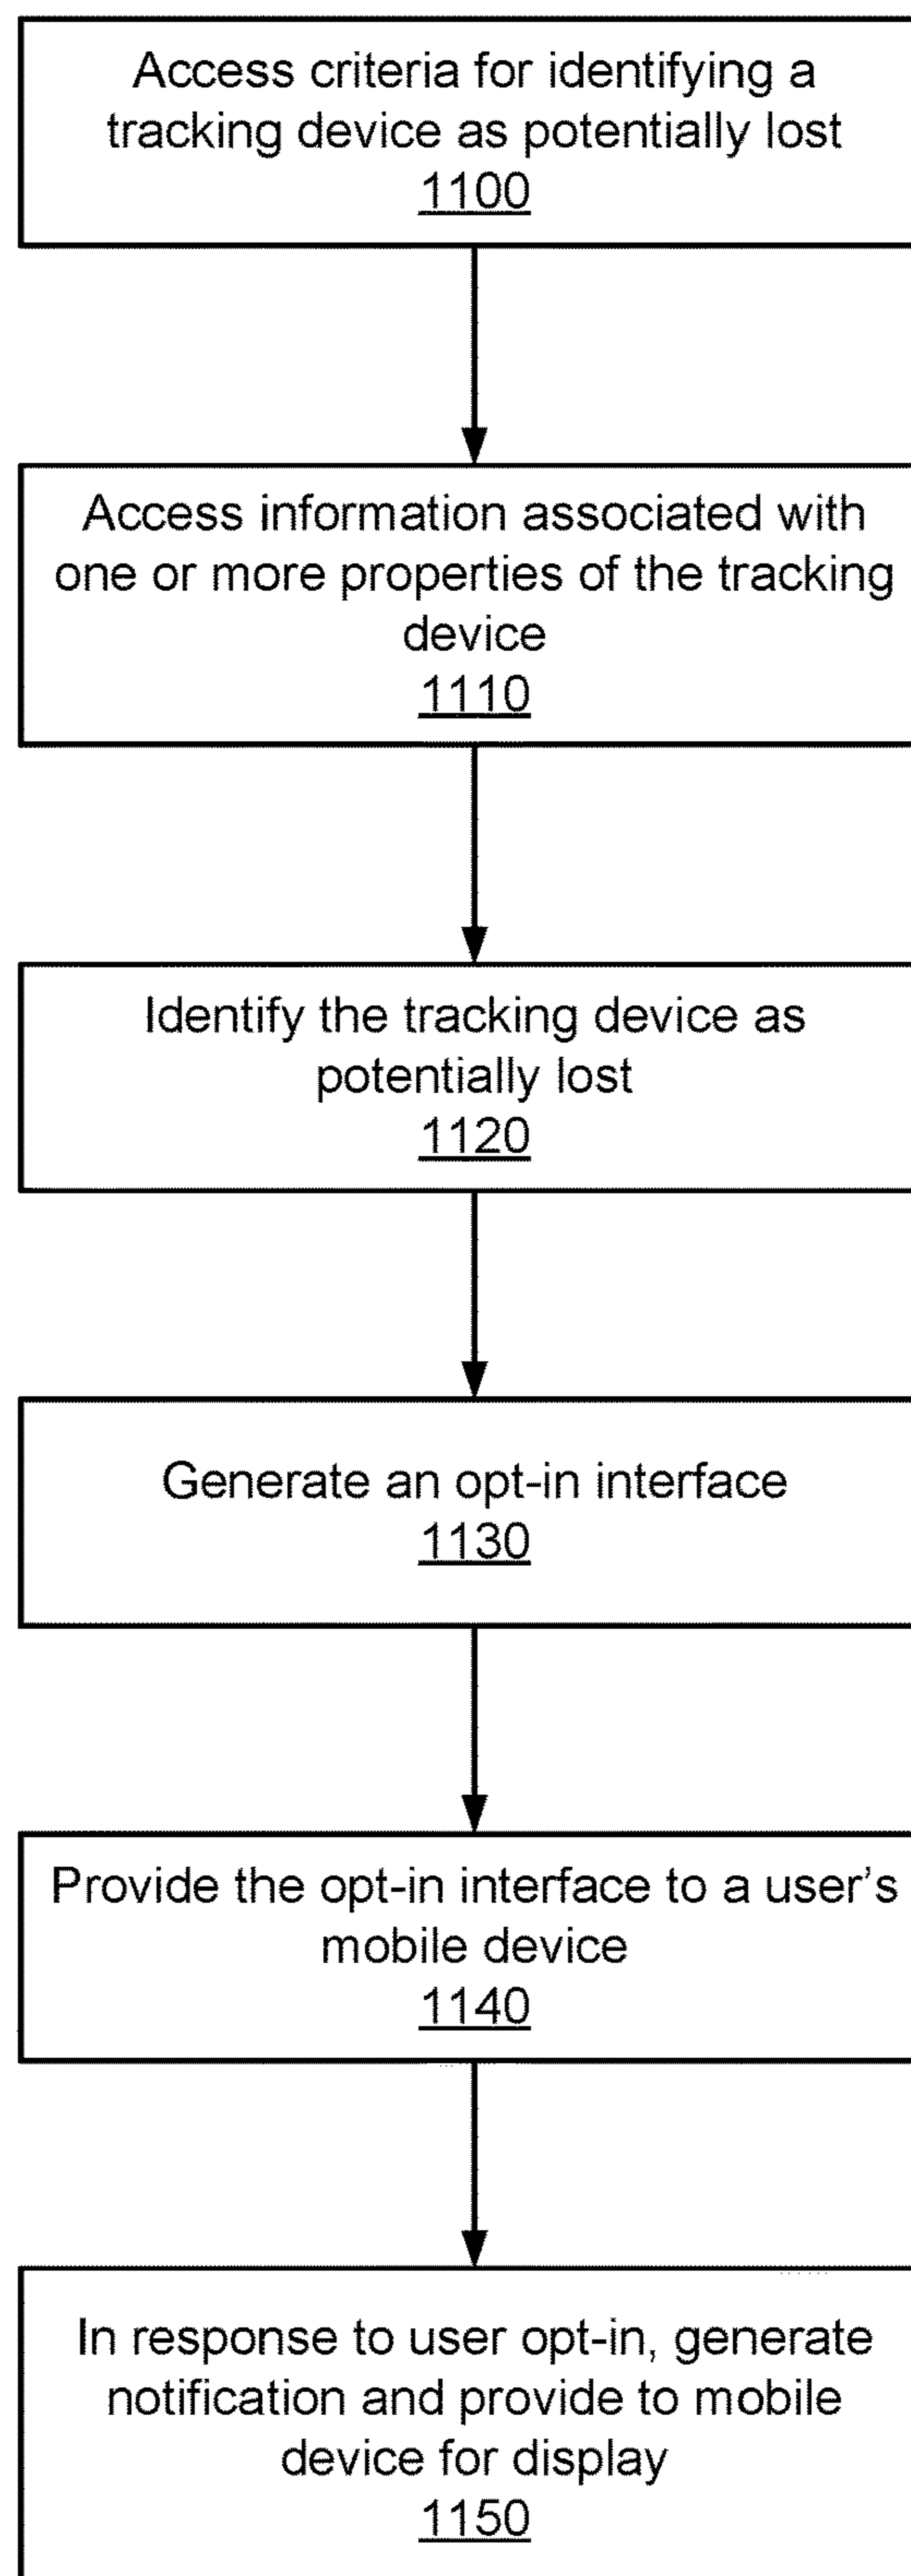 Access criteria for identifying a
tracking device as potentially lost
1100
Access information associated with
one or more properties of the tracking
device
1110
Identify the tracking device as
potentially lost
1120
Generate an opt-in interface
1130
Provide the opt-in interface to a user’s
mobile device
1140
In response to user opt-in, generate
notification and provide to mobile
device for display
1150